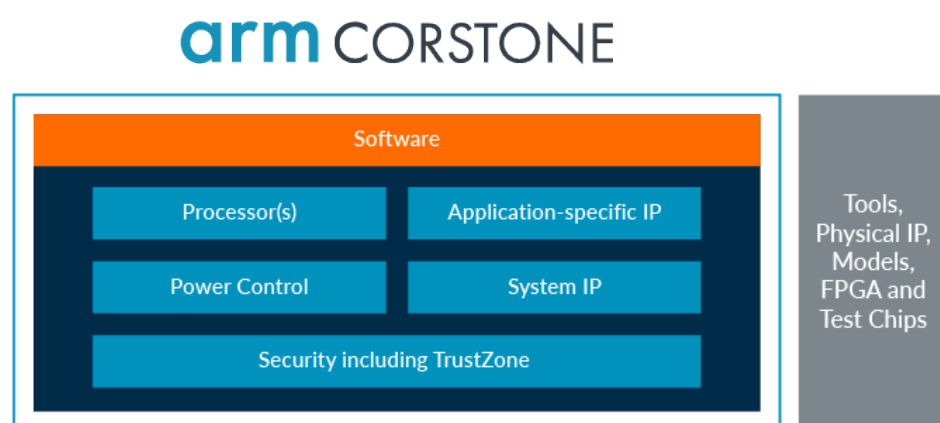 arm CORSTONE
Software
Processor(s)
Application-specific IP
Power Control
System IP
Security including TrustZone
Tools,
Physical IP,
Models,
FPGA and
Test Chips